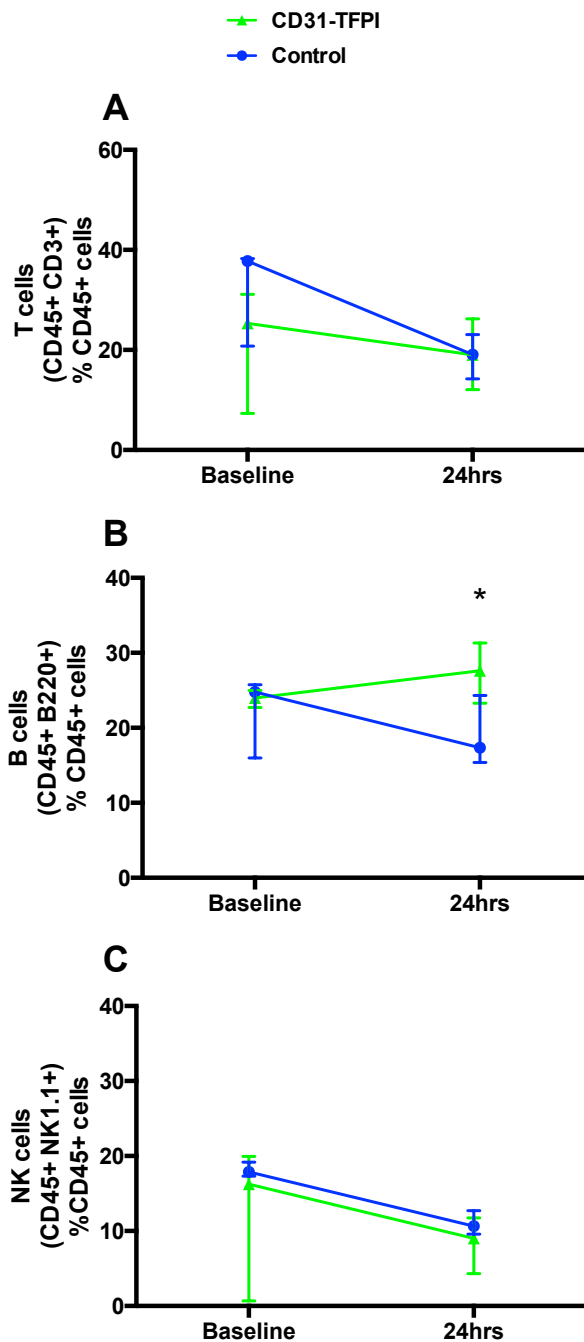 CD31-TFPI
Control
A
T cells
(CD45+ CD3+)
% CD45+ cells
60
40
20
0
Baseline 24hrs
B
B cells
(CD45+ B220+)
% CD45+ cells
40
30
20
10
0
*
Baseline 24hrs
C
NK cells
(CD45+ NK1.1+)
%CD45+ cells
40
30
20
10
0
Baseline 24hrs